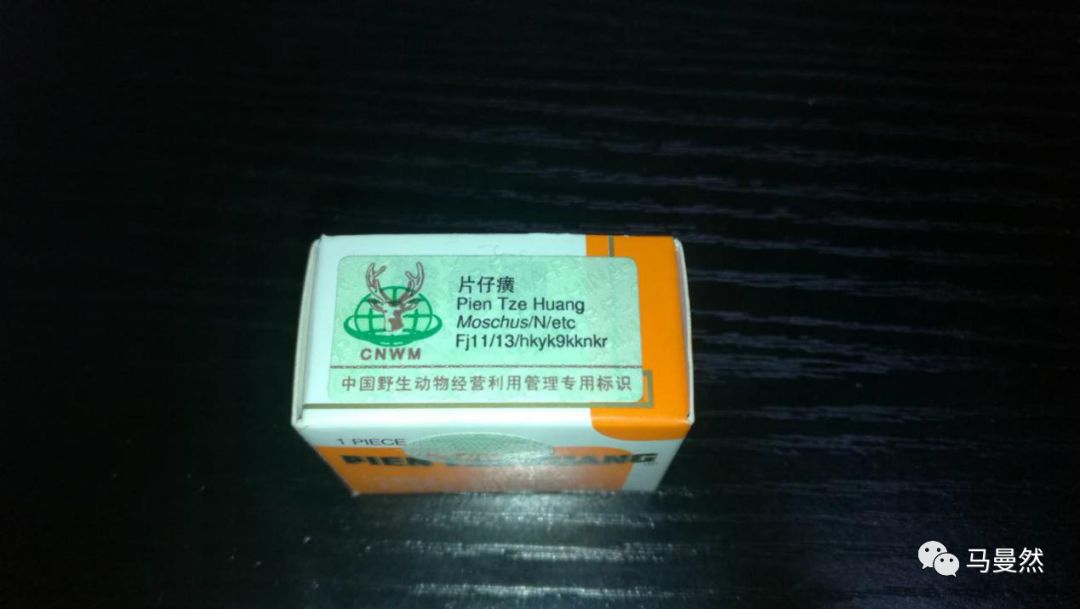 片仔癀
Pien Tze Huang
Moschus/N/etc
Fj11/13/hkyk9kknkr
CNWM
中国野生动物经营利用管理专用标识
1 PIECE
PIEN
马曼然